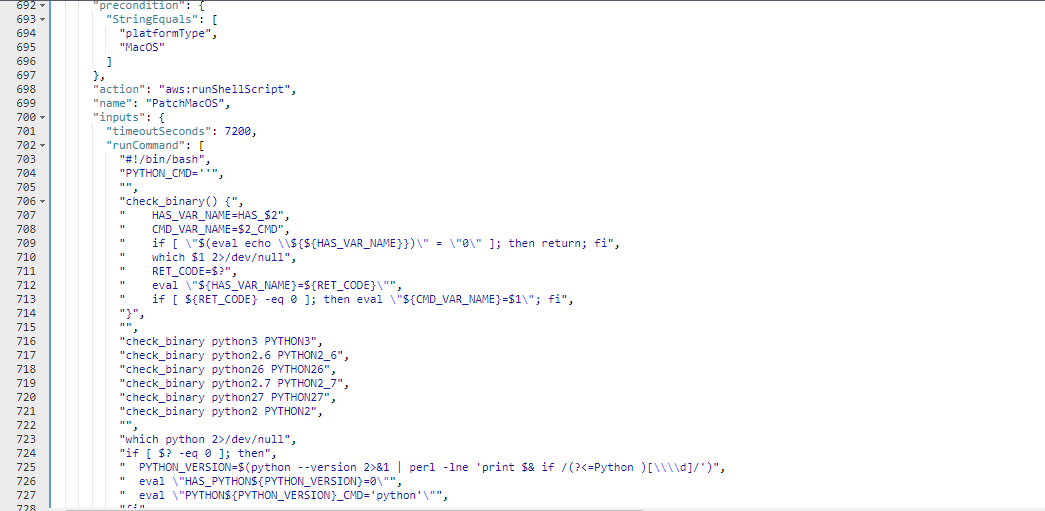 692 "precondition": {
693 "StringEquals": [
694 "platformType",
695 "MacOS"
696 ]
697 },
698 "action": "aws:runShellScript",
699 "name": "PatchMacOS",
700 "inputs": {
701 "timeoutSeconds": 7200,
702 "runCommand": [
703 "#!/bin/bash",
704 "PYTHON_CMD=''",
705 "",
706 "check_binary() {",
707 "    HAS_VAR_NAME=HAS_$2",
708 "    CMD_VAR_NAME=$2_CMD",
709 "    if [ \"$(eval echo \\${${HAS_VAR_NAME}})\" = \"0\" ]; then return; fi",
710 "    which $1 2>/dev/null",
711 "    RET_CODE=$?",
712 "    eval \"${HAS_VAR_NAME}=${RET_CODE}\"",
713 "    if [ ${RET_CODE} -eq 0 ]; then eval \"${CMD_VAR_NAME}=$1\"; fi",
714 "}",
715 "",
716 "check_binary python3 PYTHON3",
717 "check_binary python2.6 PYTHON2_6",
718 "check_binary python26 PYTHON26",
719 "check_binary python2.7 PYTHON2_7",
720 "check_binary python27 PYTHON27",
721 "check_binary python2 PYTHON2",
722 "",
723 "which python 2>/dev/null",
724 "if [ $? -eq 0 ]; then",
725 "  PYTHON_VERSION=$(python --version 2>&1 | perl -lne 'print $& if /(?<=Python )[\\\\d]/')",
726 "  eval \"HAS_PYTHON${PYTHON_VERSION}=0\"",
727 "  eval \"PYTHON${PYTHON_VERSION}_CMD='python'\"",
728 "fi"